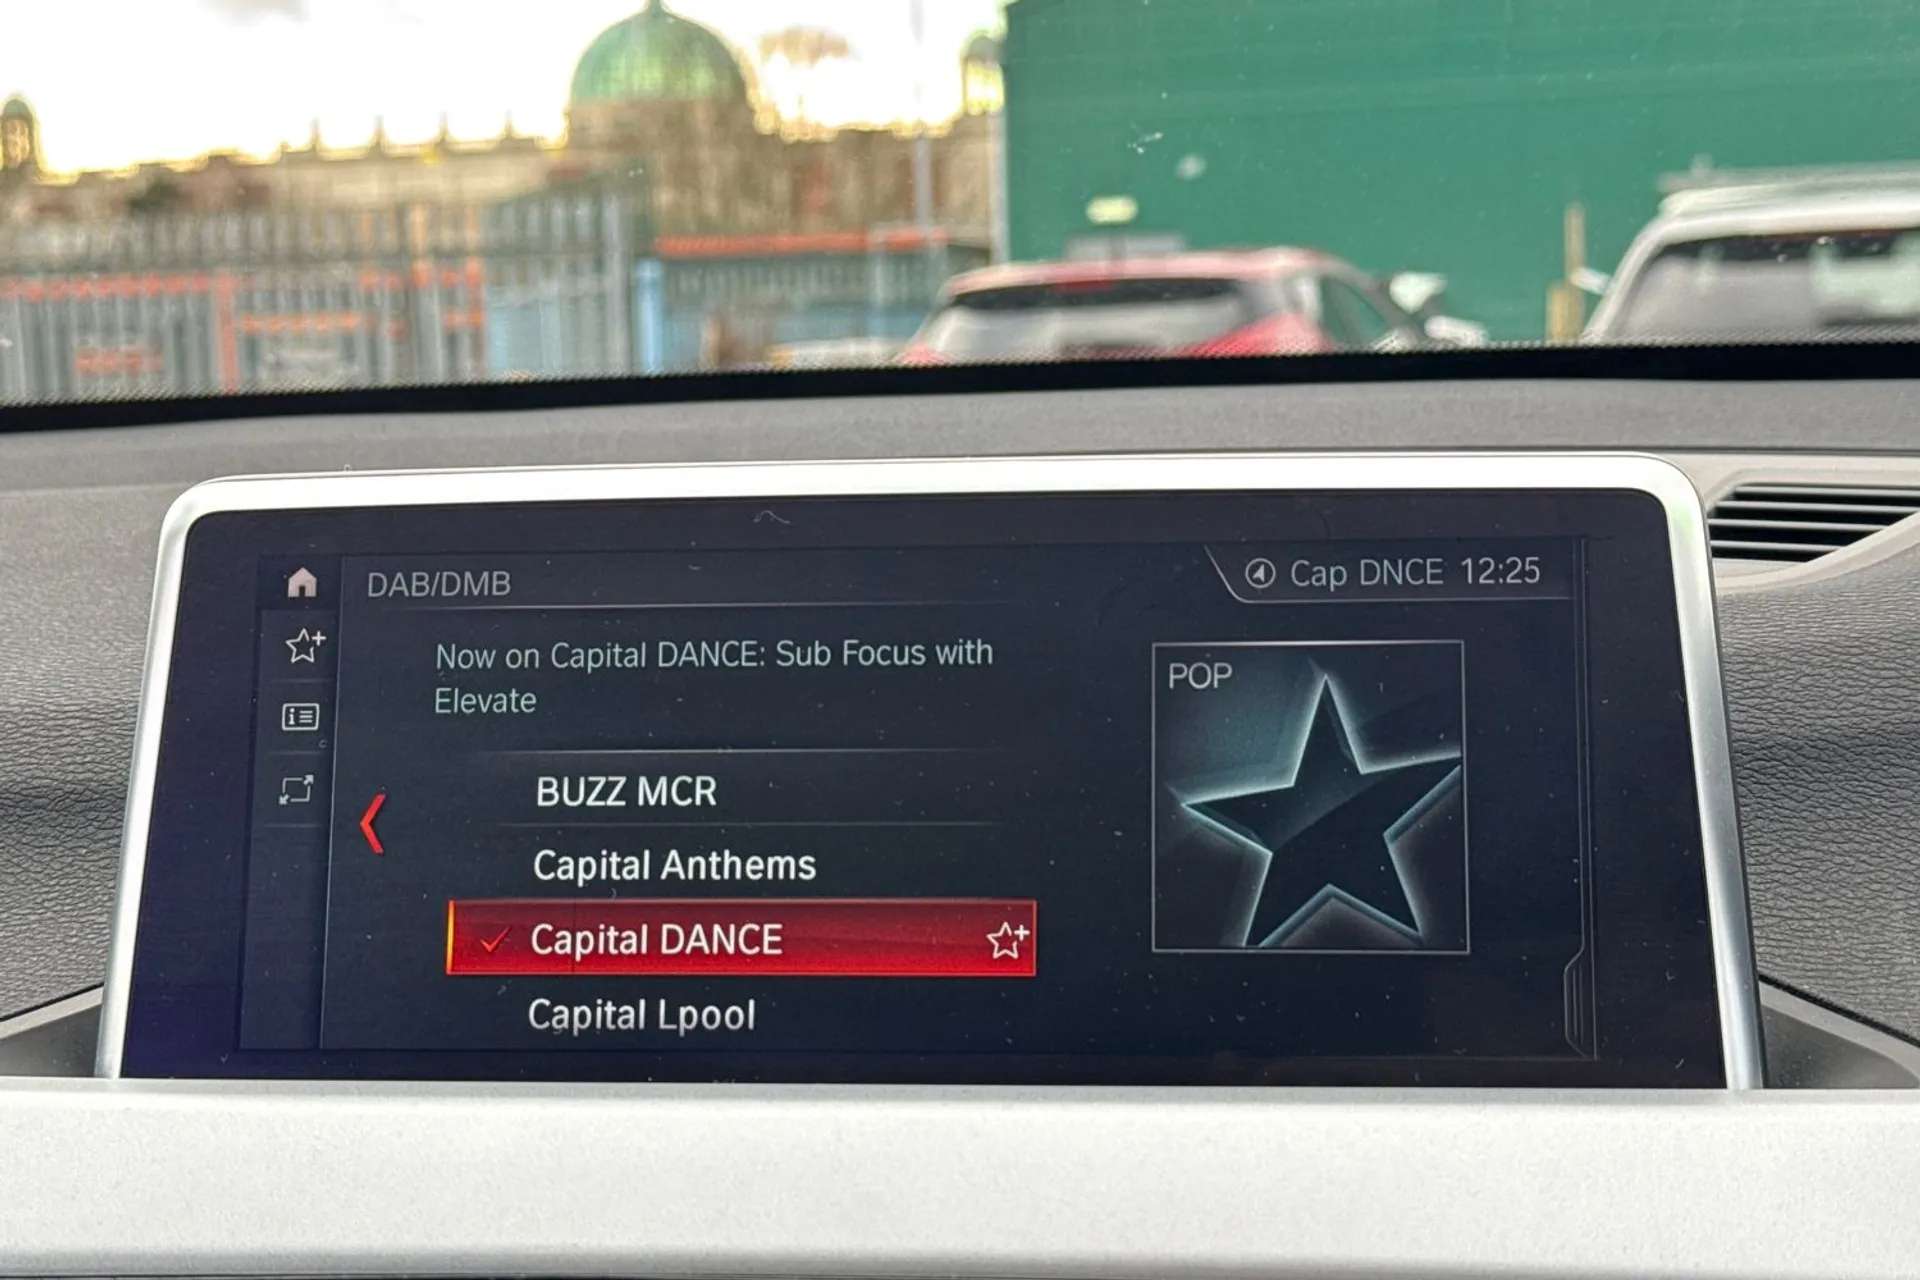 DAB/DMB
Cap DNCE 12:25
Now on Capital DANCE: Sub Focus with
Elevate
POP
BUZZ MCR
Capital Anthems
Capital DANCE
Capital Lpool